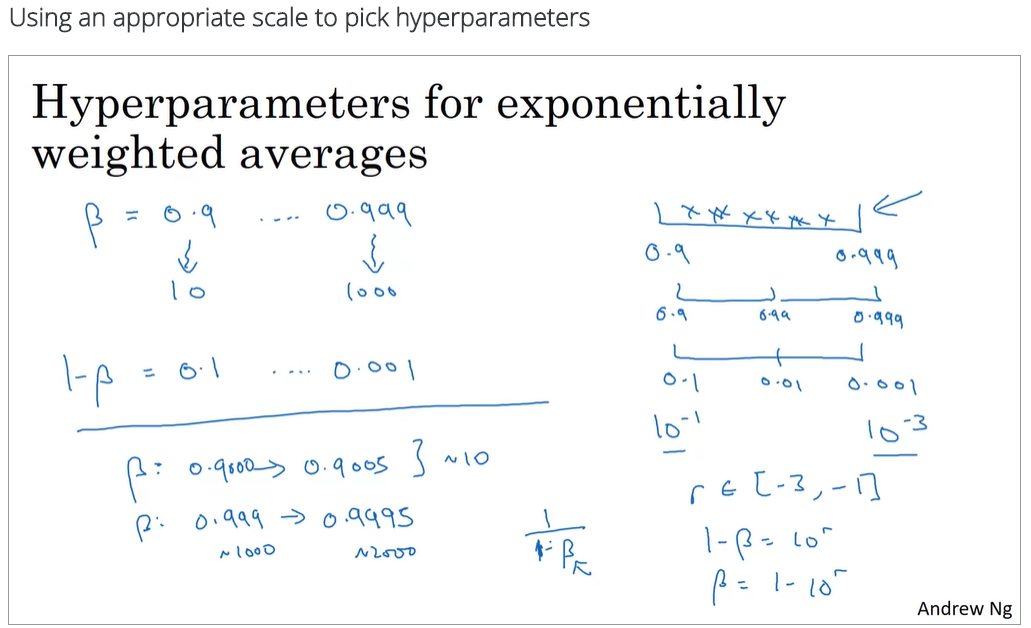 Using an appropriate scale to pick hyperparameters
Hyperparameters for exponentially
weighted averages
β = 0.9 .... 0.999
10 1000
1-β = 0.1 .... 0.001
β: 0.9000 → 0.9005 } ~10
β: 0.999 → 0.9995
~1000 ~2000
1
1-β
0.9 0.999
0.9 0.99 0.999
0.1 0.01 0.001
10⁻¹ 10⁻³
r ∈ [-3, -1]
1-β = 10ʳ
β = 1-10ʳ
Andrew Ng